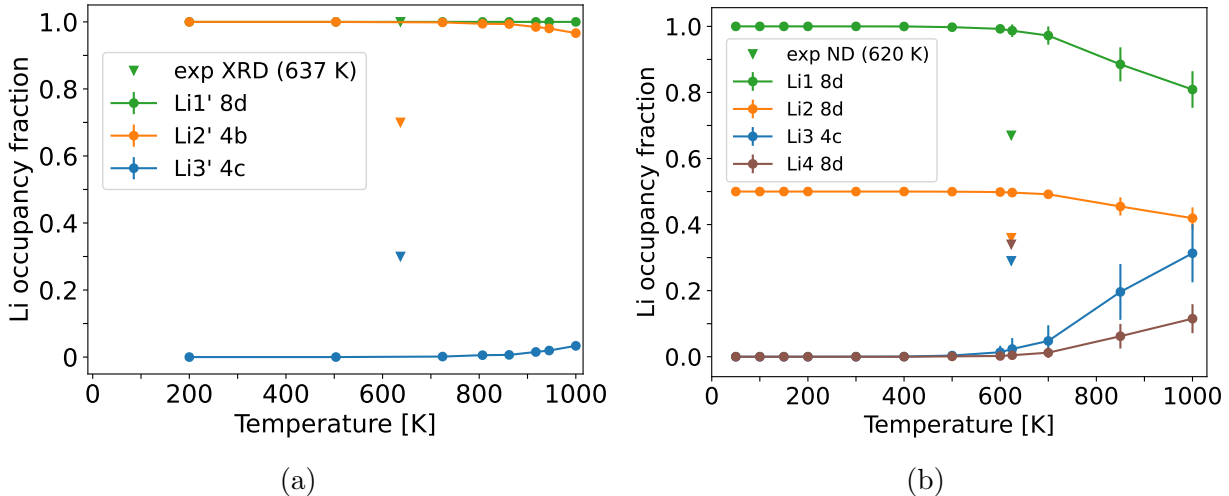 1.0
0.8
0.6
0.4
0.2
0
Li occupancy fraction
exp XRD (637 K)
Li1' 8d
Li2' 4b
Li3' 4c
0 200 400 600 800 1000
Temperature [K]
(a)
1.0
0.8
0.6
0.4
0.2
0.0
Li occupancy fraction
exp ND (620 K)
Li1 8d
Li2 8d
Li3 4c
Li4 8d
0 200 400 600 800 1000
Temperature [K]
(b)